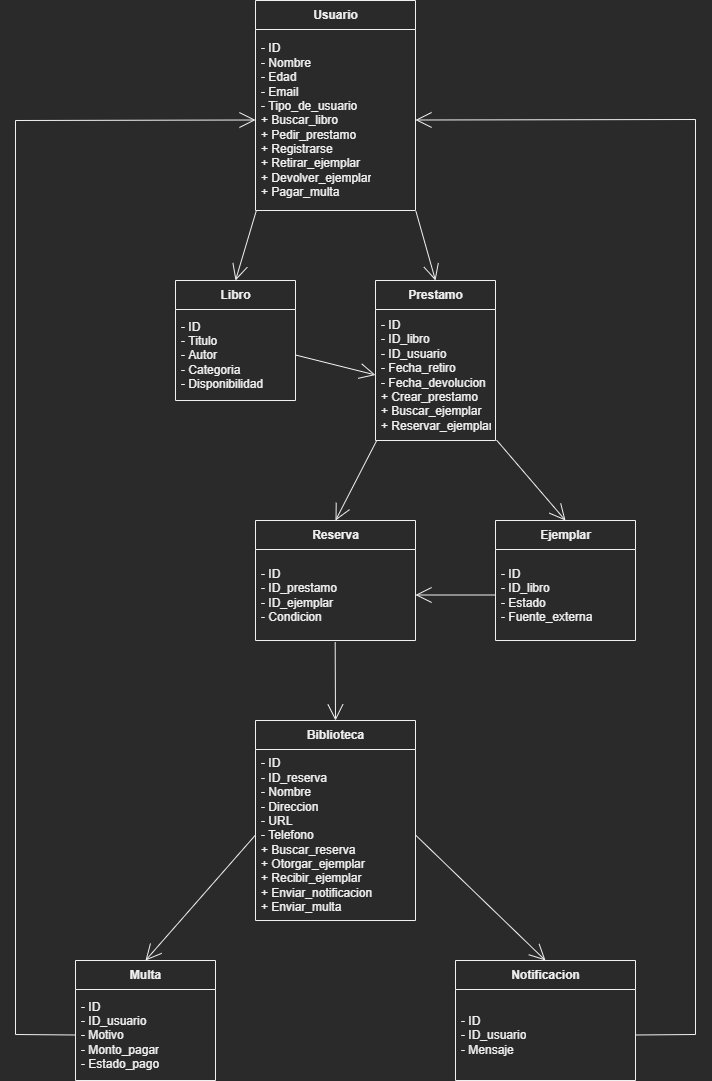 Usuario
- ID
- Nombre
- Edad
- Email
- Tipo_de_usuario
+ Buscar_libro
+ Pedir_prestamo
+ Registrarse
+ Retirar_ejemplar
+ Devolver_ejemplar
+ Pagar_multa
Libro
- ID
- Titulo
- Autor
- Categoria
- Disponibilidad
Prestamo
- ID
- ID_libro
- ID_usuario
- Fecha_retiro
- Fecha_devolucion
+ Crear_prestamo
+ Buscar_ejemplar
+ Reservar_ejemplar
Reserva
- ID
- ID_prestamo
- ID_ejemplar
- Condicion
Ejemplar
- ID
- ID_libro
- Estado
- Fuente_externa
Biblioteca
- ID
- ID_reserva
- Nombre
- Direccion
- URL
- Telefono
+ Buscar_reserva
+ Otorgar_ejemplar
+ Recibir_ejemplar
+ Enviar_notificacion
+ Enviar_multa
Multa
- ID
- ID_usuario
- Motivo
- Monto_pagar
- Estado_pago
Notificacion
- ID
- ID_usuario
- Mensaje